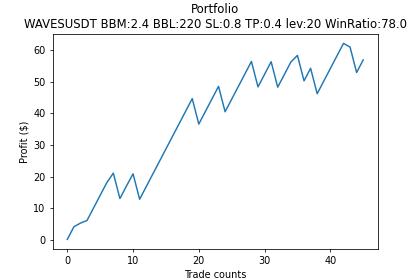 Portfolio
WAVESUSDT BBM:2.4 BBL:220 SL:0.8 TP:0.4 lev:20 WinRatio:78.0
Profit ($)
60
50
40
30
20
10
0
0 10 20 30 40
Trade counts